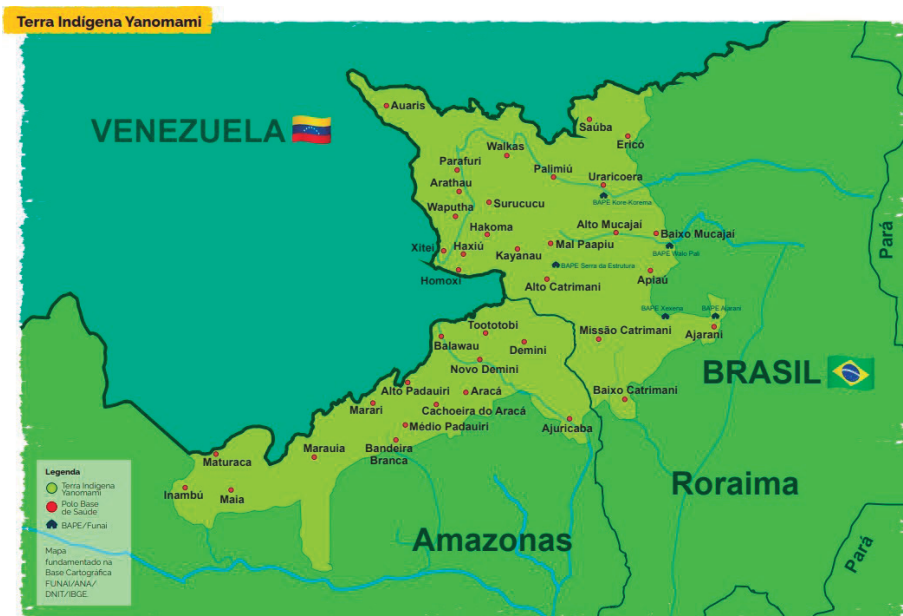 Terra Indígena Yanomami
VENEZUELA
Auaris
Saúba
Ericó
Walkas
Parafuri
Palimiú
Uraricoera
Arathau
BAPE Kore-Korema
Surucucu
Waputha
Alto Mucajaí
Baixo Mucajaí
Hakoma
Mal Paapiu
BAPE Walo Pali
Xitei
Haxiú
Kayanau
BAPE Serra da Estrutura
Homoxi
Alto Catrimani
Apiaú
BAPE Xexena
BAPE Ajarani
Toototobi
Missão Catrimani
Ajarani
Balawau
Demini
Novo Demini
BRASIL
Alto Padauiri
Aracá
Baixo Catrimani
Marari
Cachoeira do Aracá
Médio Padauiri
Ajuricaba
Bandeira
Branca
Marauia
Maturaca
Inambú
Maia
Roraima
Amazonas
Pará
Pará
Legenda
Terra Indígena
Yanomami
Polo Base
de Saúde
BAPE/Funai
Mapa
fundamentado na
Base Cartográfica
FUNAI/ANA/
DNIT/IBGE.